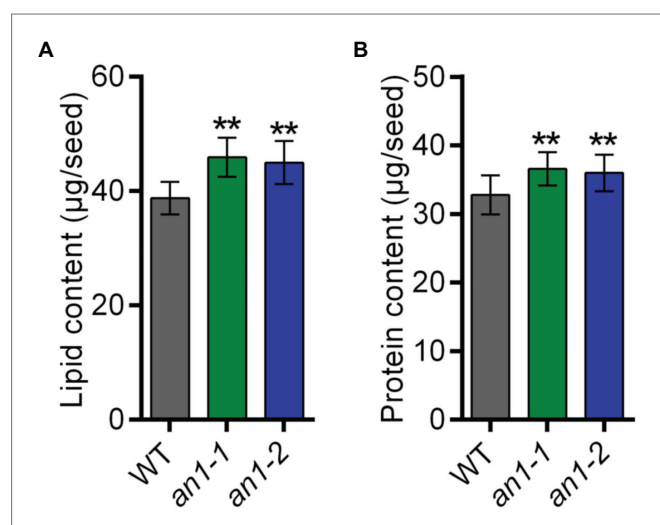 A
Lipid content (µg/seed)
60
40
20
0
**
**
WT
an1-1
an1-2
B
Protein content (µg/seed)
50
40
30
20
10
0
**
**
WT
an1-1
an1-2